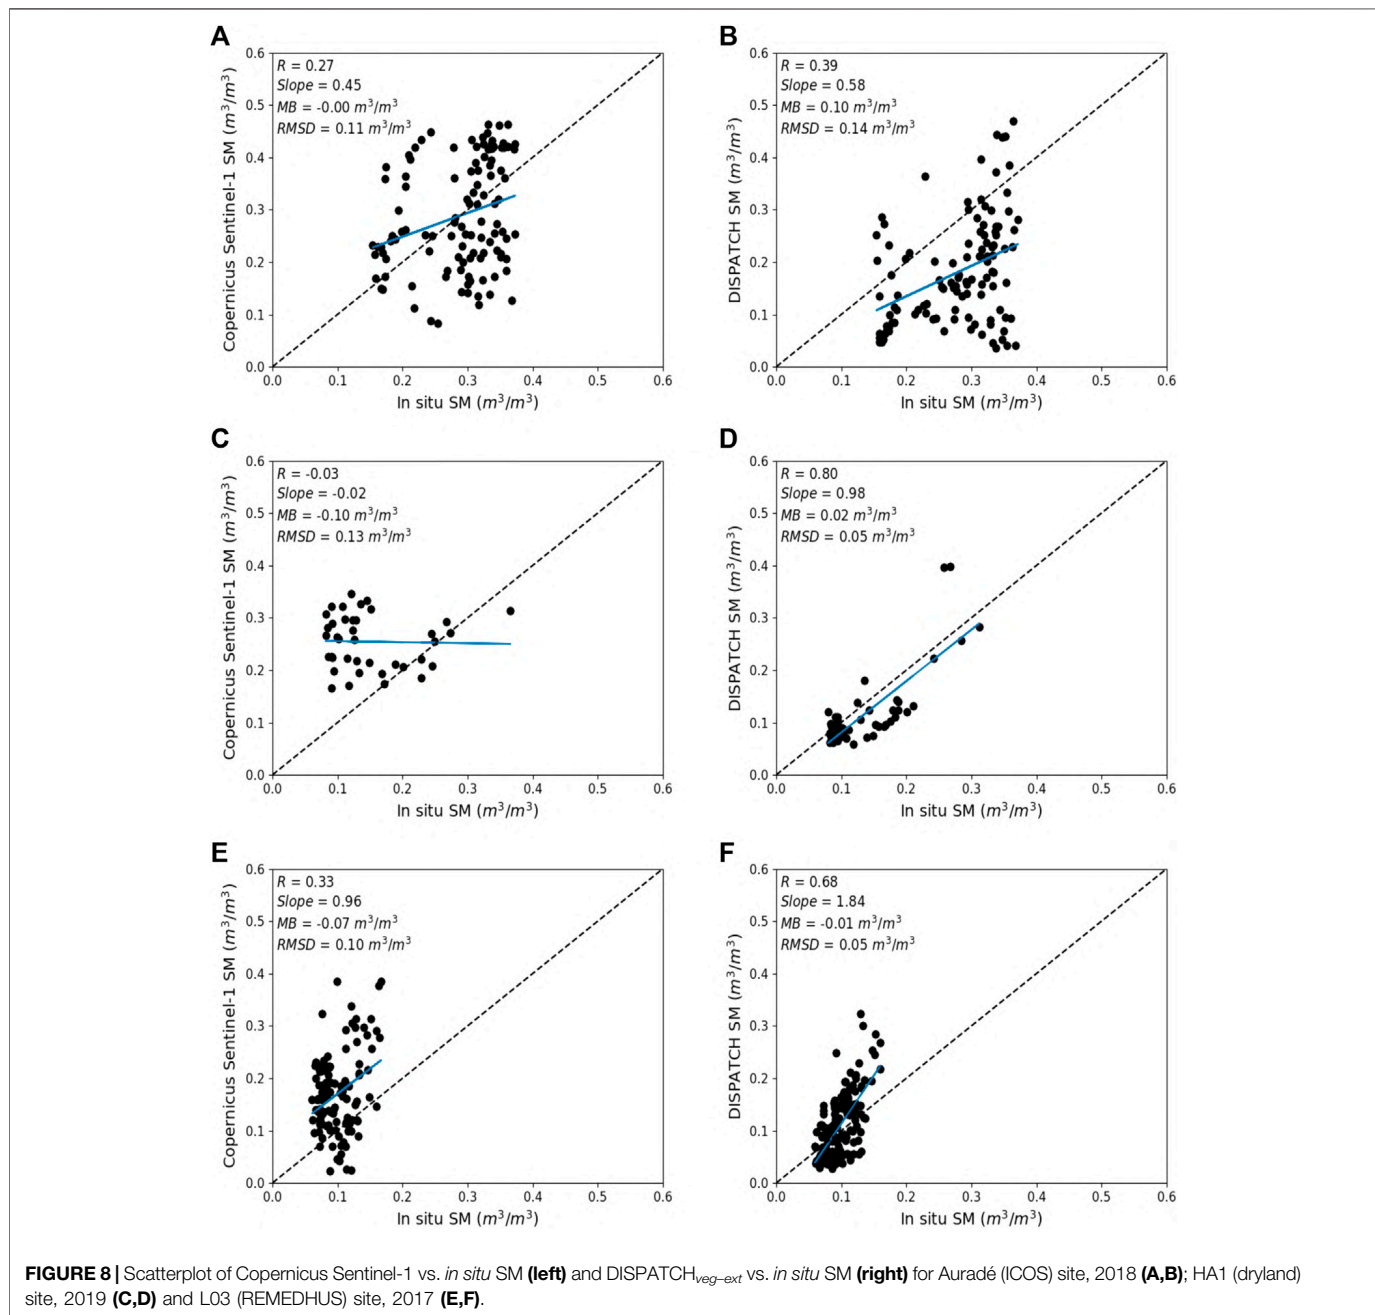 A
R = 0.27
Slope = 0.45
MB = -0.00 m³/m³
RMSD = 0.11 m³/m³
Copernicus Sentinel-1 SM (m³/m³)
0.6
0.5
0.4
0.3
0.2
0.1
0.0
0.0 0.1 0.2 0.3 0.4 0.5 0.6
In situ SM (m³/m³)
B
R = 0.39
Slope = 0.58
MB = 0.10 m³/m³
RMSD = 0.14 m³/m³
DISPATCH SM (m³/m³)
0.6
0.5
0.4
0.3
0.2
0.1
0.0
0.0 0.1 0.2 0.3 0.4 0.5 0.6
In situ SM (m³/m³)
C
R = -0.03
Slope = -0.02
MB = -0.10 m³/m³
RMSD = 0.13 m³/m³
Copernicus Sentinel-1 SM (m³/m³)
0.6
0.5
0.4
0.3
0.2
0.1
0.0
0.0 0.1 0.2 0.3 0.4 0.5 0.6
In situ SM (m³/m³)
D
R = 0.80
Slope = 0.98
MB = 0.02 m³/m³
RMSD = 0.05 m³/m³
DISPATCH SM (m³/m³)
0.6
0.5
0.4
0.3
0.2
0.1
0.0
0.0 0.1 0.2 0.3 0.4 0.5 0.6
In situ SM (m³/m³)
E
R = 0.33
Slope = 0.96
MB = -0.07 m³/m³
RMSD = 0.10 m³/m³
Copernicus Sentinel-1 SM (m³/m³)
0.6
0.5
0.4
0.3
0.2
0.1
0.0
0.0 0.1 0.2 0.3 0.4 0.5 0.6
In situ SM (m³/m³)
F
R = 0.68
Slope = 1.84
MB = -0.01 m³/m³
RMSD = 0.05 m³/m³
DISPATCH SM (m³/m³)
0.6
0.5
0.4
0.3
0.2
0.1
0.0
0.0 0.1 0.2 0.3 0.4 0.5 0.6
In situ SM (m³/m³)
FIGURE 8 | Scatterplot of Copernicus Sentinel-1 vs. in situ SM (left) and DISPATCHveg–ext vs. in situ SM (right) for Auradé (ICOS) site, 2018 (A,B); HA1 (dryland)
site, 2019 (C,D) and L03 (REMEDHUS) site, 2017 (E,F).